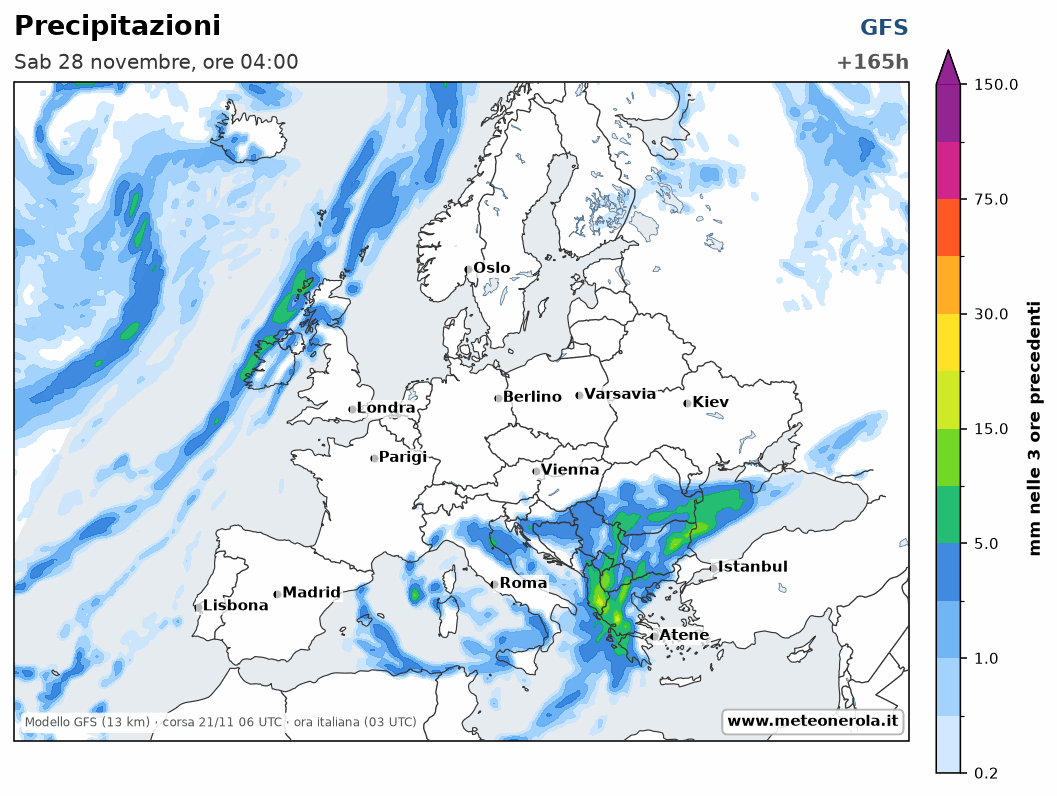 Precipitazioni
GFS
Sab 28 novembre, ore 04:00
+165h
150.0
75.0
30.0
15.0
5.0
1.0
0.2
mm nelle 3 ore precedenti
Oslo
Berlino
Varsavia
Kiev
Londra
Parigi
Vienna
Istanbul
Roma
Madrid
Lisbona
Atene
Modello GFS (13 km) · corsa 21/11 06 UTC · ora italiana (03 UTC)
www.meteonerola.it